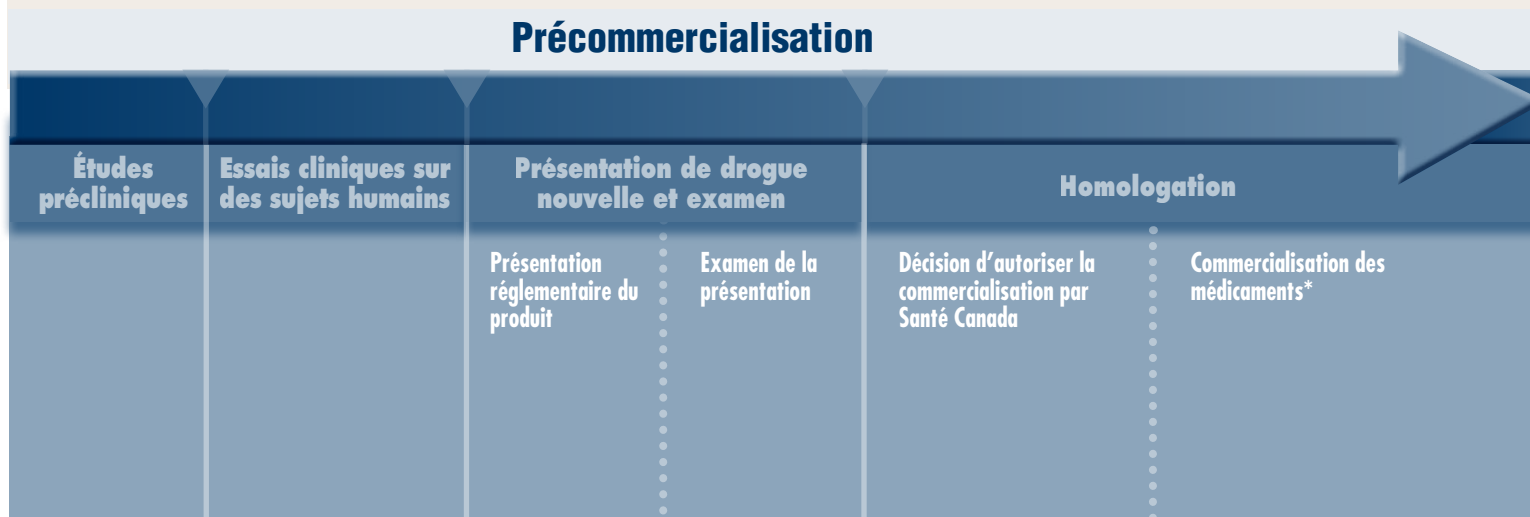 Précommercialisation
Études
précliniques
Essais cliniques sur
des sujets humains
Présentation de drogue
nouvelle et examen
Homologation
Présentation
réglementaire du
produit
Examen de la
présentation
Décision d'autoriser la
commercialisation par
Santé Canada
Commercialisation des
médicaments*